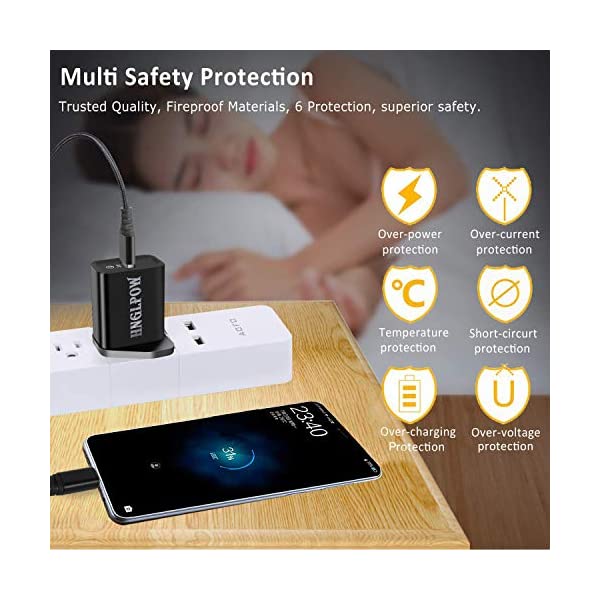 Multi Safety Protection
Trusted Quality, Fireproof Materials, 6 Protection, superior safety.
Over-power
protection
Over-current
protection
°C
Temperature
protection
Short-circurt
protection
Over-charging
Protection
Over-voltage
protection
HNGLPOW
23:40